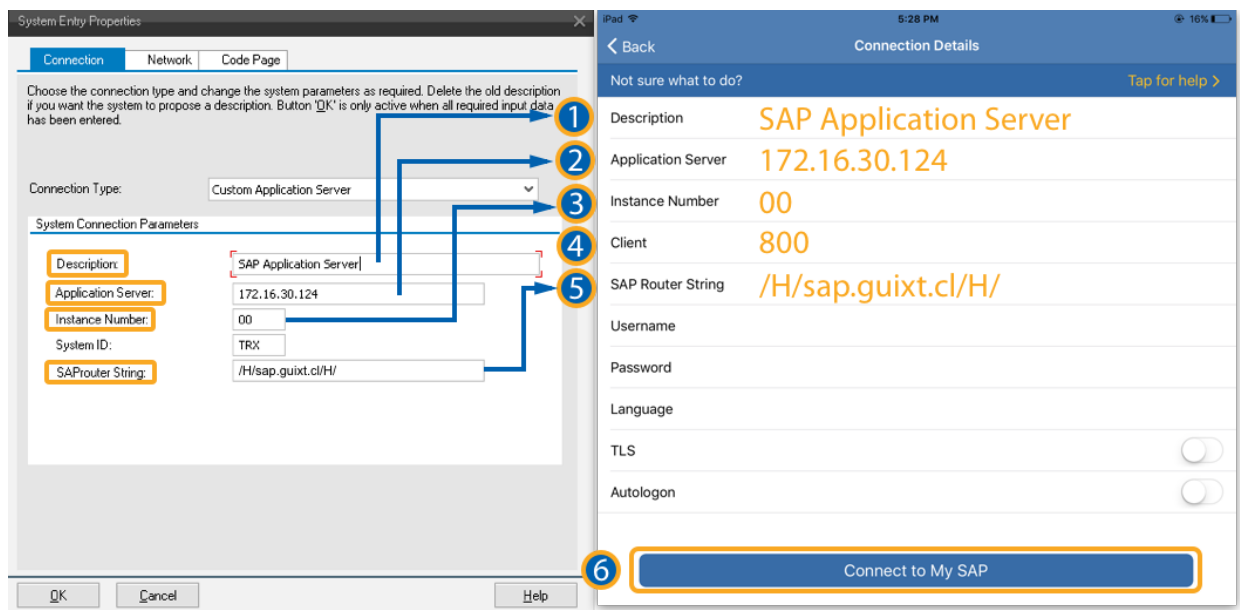 System Entry Properties
Connection
Network
Code Page
Choose the connection type and change the system parameters as required. Delete the old description
if you want the system to propose a description. Button 'OK' is only active when all required input data
has been entered.
Connection Type:
Custom Application Server
System Connection Parameters
Description:
SAP Application Server
Application Server:
172.16.30.124
Instance Number:
00
System ID:
TRX
SAProuter String:
/H/sap.guixt.cl/H/
OK
Cancel
Help
1
2
3
4
5
iPad
5:28 PM
16%
Back
Connection Details
Not sure what to do?
Tap for help >
Description
SAP Application Server
Application Server
172.16.30.124
Instance Number
00
Client
800
SAP Router String
/H/sap.guixt.cl/H/
Username
Password
Language
TLS
Autologon
6
Connect to My SAP